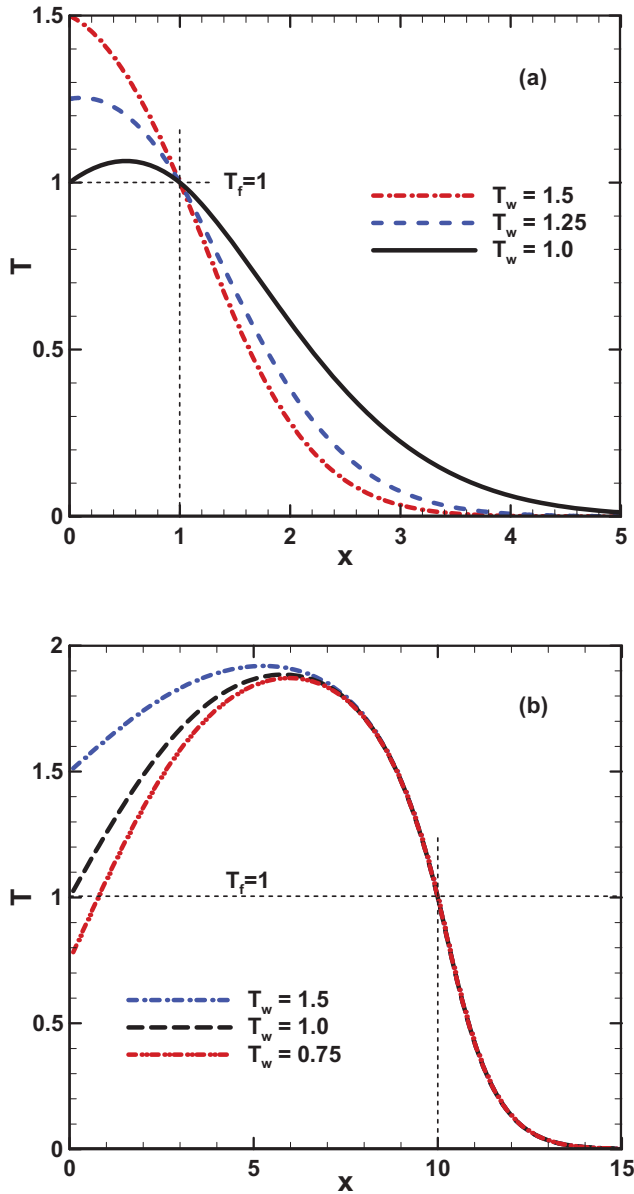 1.5
(a)
T_f=1
1
T_w = 1.5
T_w = 1.25
T_w = 1.0
T
0.5
0
0 1 2 3 4 5
x
2
(b)
1.5
T_f=1
T
1
T_w = 1.5
T_w = 1.0
T_w = 0.75
0.5
0
0 5 10 15
x